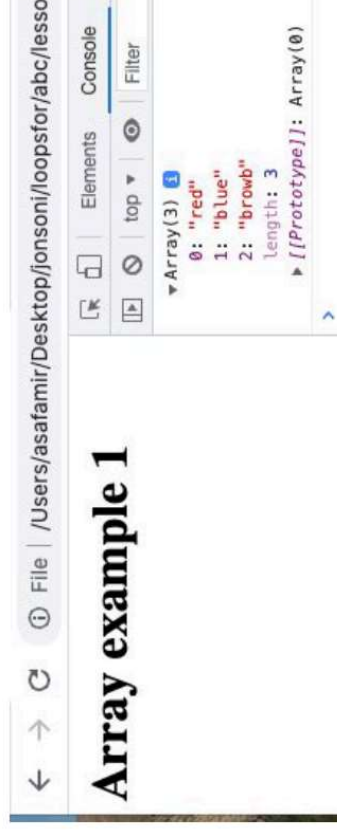 File | /Users/asafamir/Desktop/jonsoni/loopsfor/abc/lesso
Array example 1
Elements Console
top Filter
Array(3) i
0: "red"
1: "blue"
2: "browb"
length: 3
[[Prototype]]: Array(0)